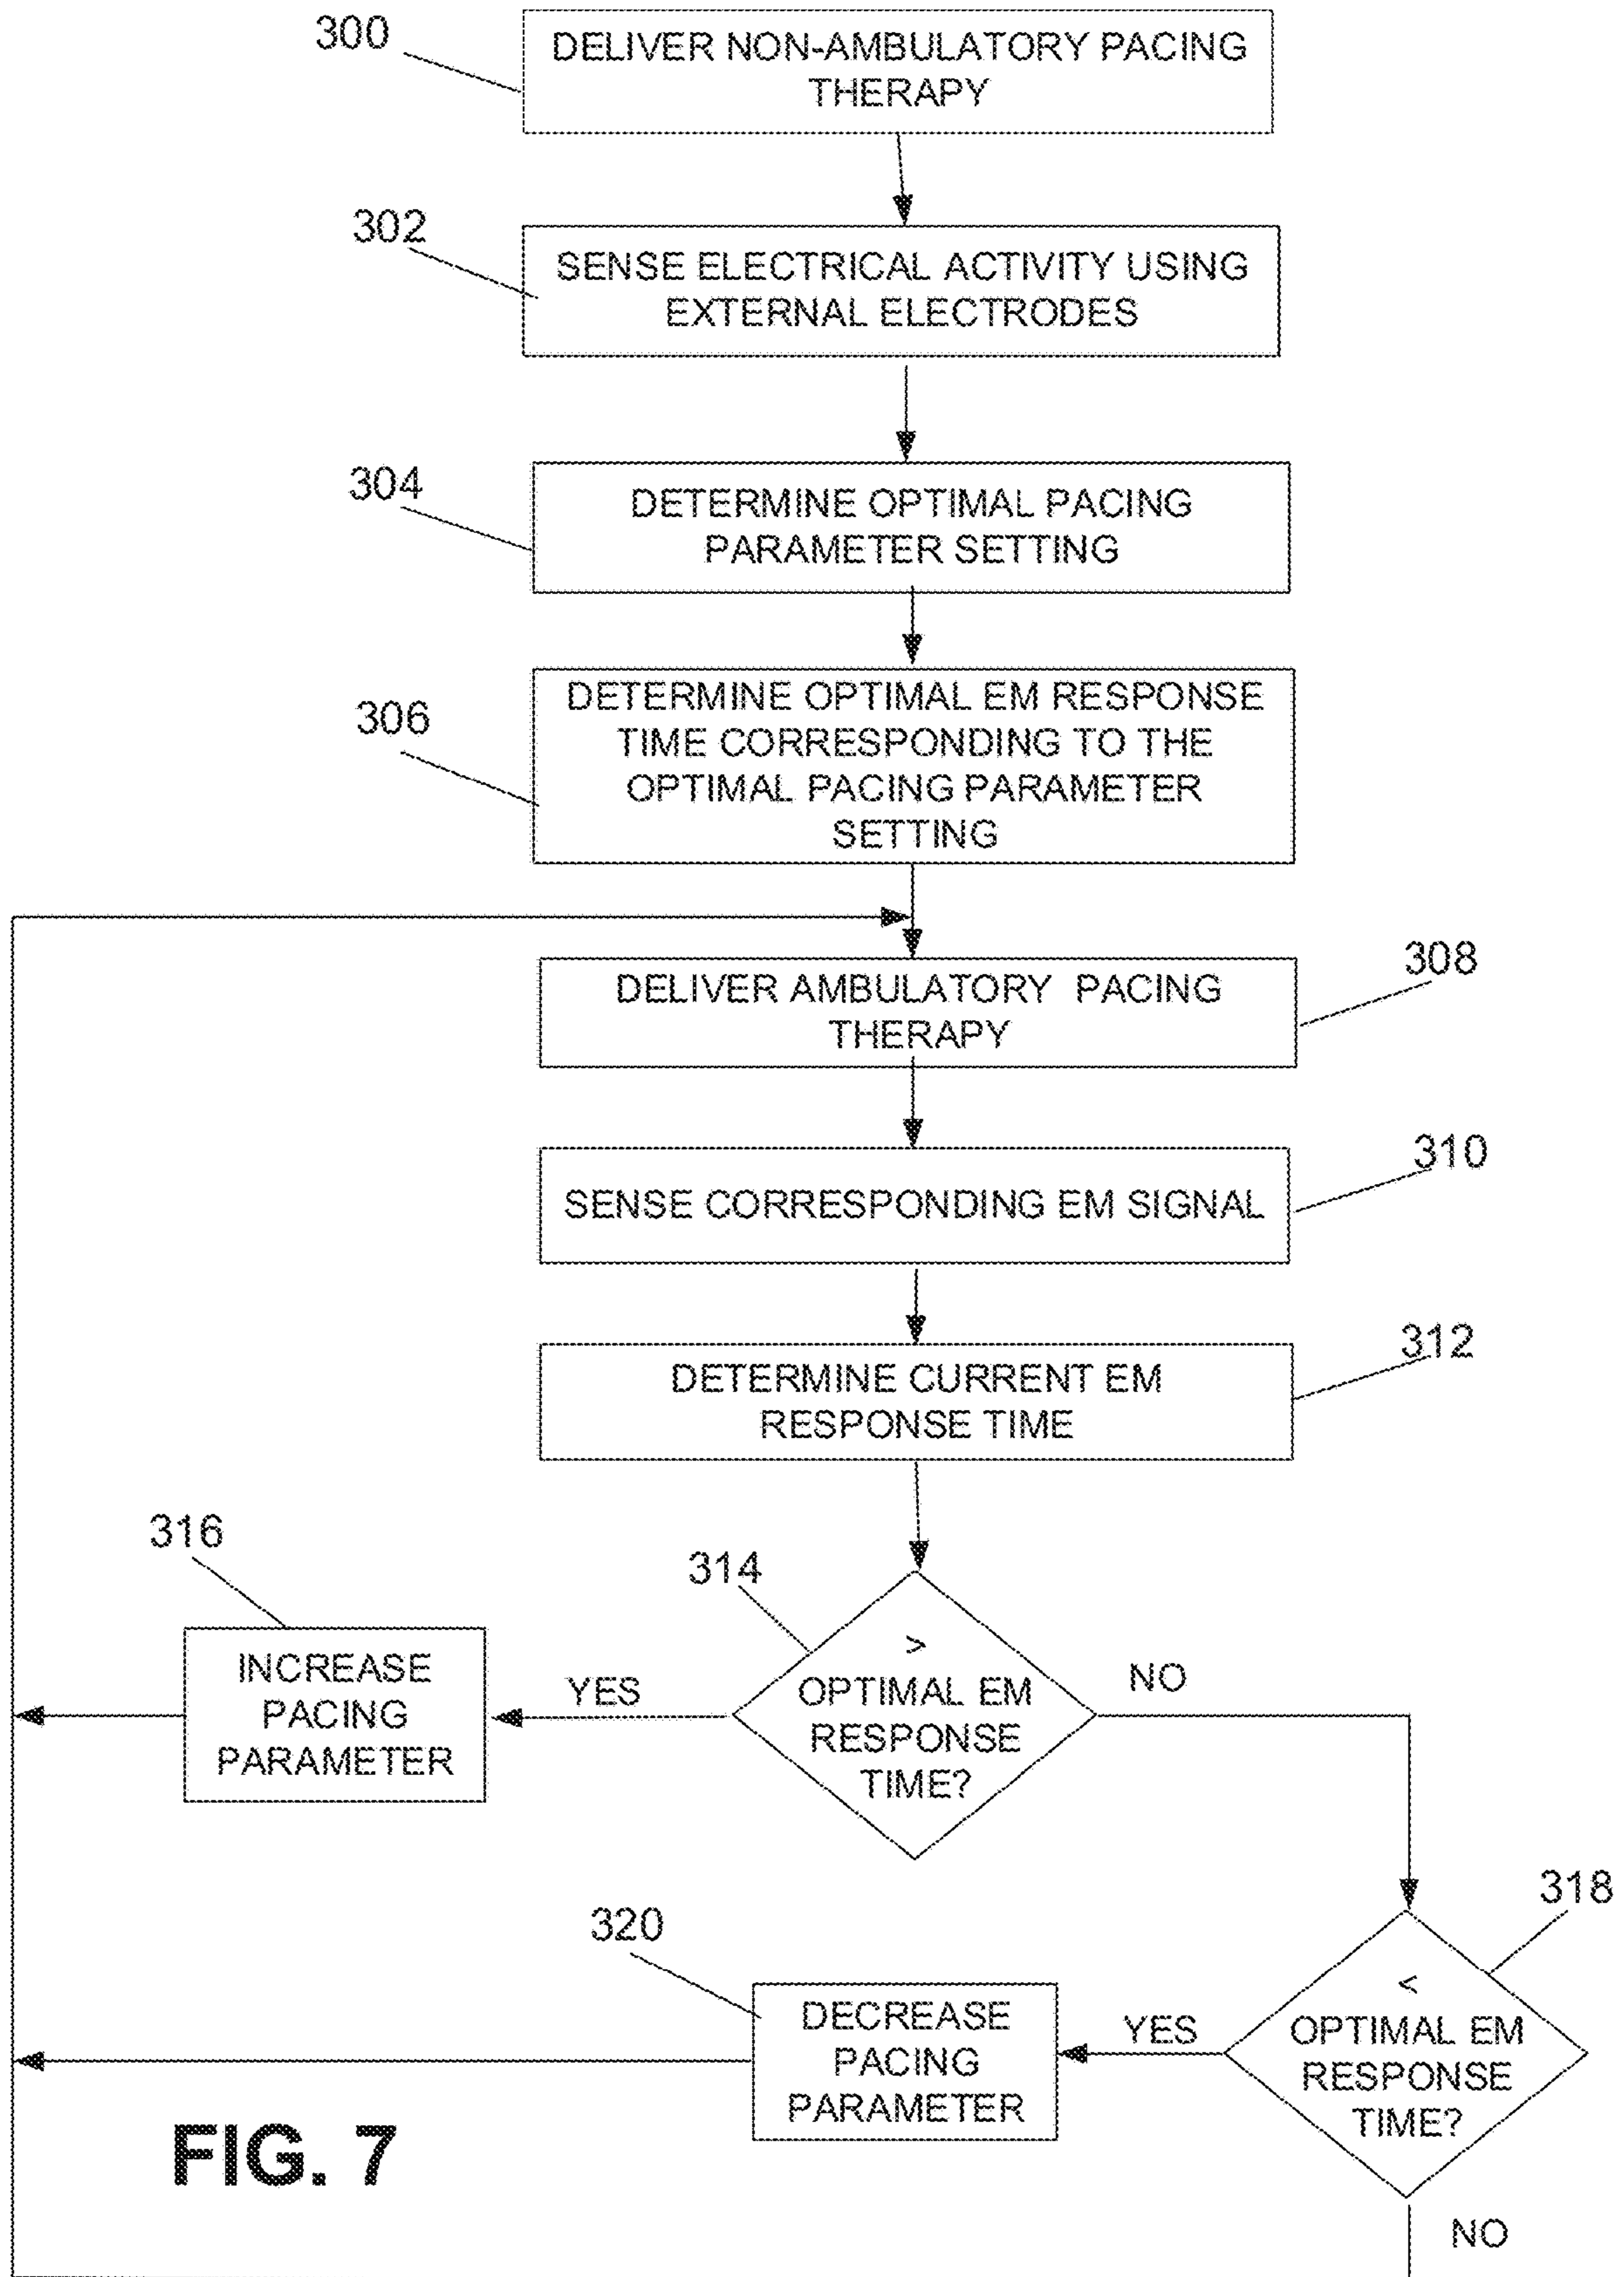 300
DELIVER NON-AMBULATORY PACING
THERAPY
302
SENSE ELECTRICAL ACTIVITY USING
EXTERNAL ELECTRODES
304
DETERMINE OPTIMAL PACING
PARAMETER SETTING
306
DETERMINE OPTIMAL EM RESPONSE
TIME CORRESPONDING TO THE
OPTIMAL PACING PARAMETER
SETTING
308
DELIVER AMBULATORY PACING
THERAPY
310
SENSE CORRESPONDING EM SIGNAL
312
DETERMINE CURRENT EM
RESPONSE TIME
314
>
OPTIMAL EM
RESPONSE
TIME?
YES
NO
316
INCREASE
PACING
PARAMETER
318
<
OPTIMAL EM
RESPONSE
TIME?
YES
NO
320
DECREASE
PACING
PARAMETER
FIG. 7